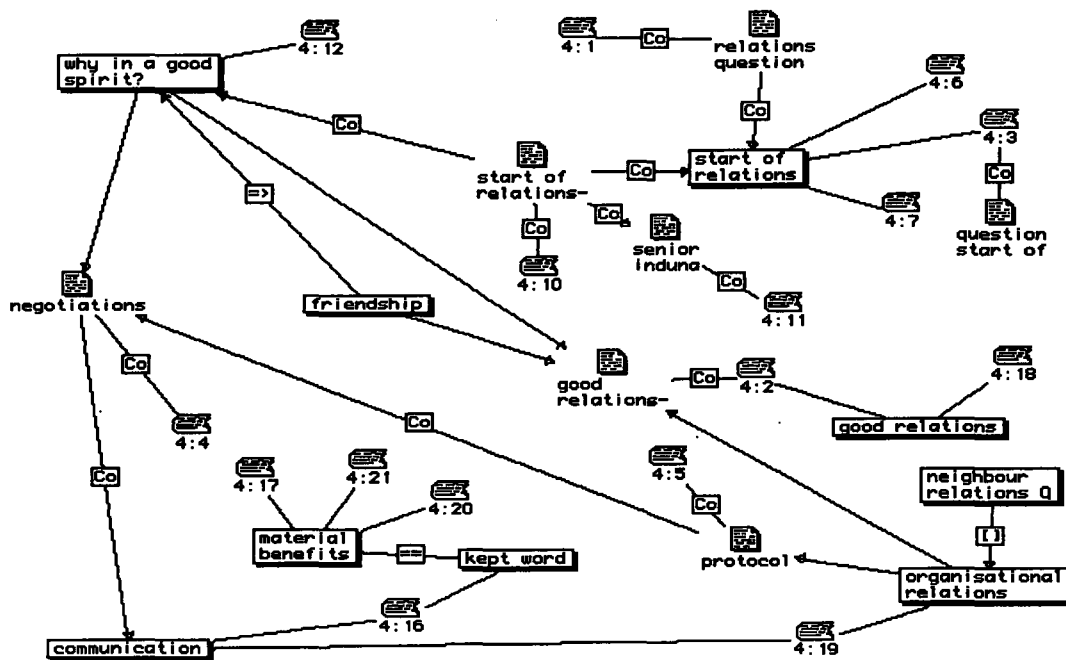 4:12
4:1
Co
relations
question
why in a good
spirit?
4:6
Co
Co
start of
relations-
Co
start of
relations
4:3
Co
=>
Co
Co
senior
induna
4:7
question
start of
4:10
Co
4:11
negotiations
friendship
Co
good
relations-
Co
4:2
4:18
4:4
Co
good relations
4:5
neighbour
relations Q
Co
4:17
4:21
4:20
Co
[]
material
benefits
==
kept word
protocol
organisational
relations
4:16
communication
4:19